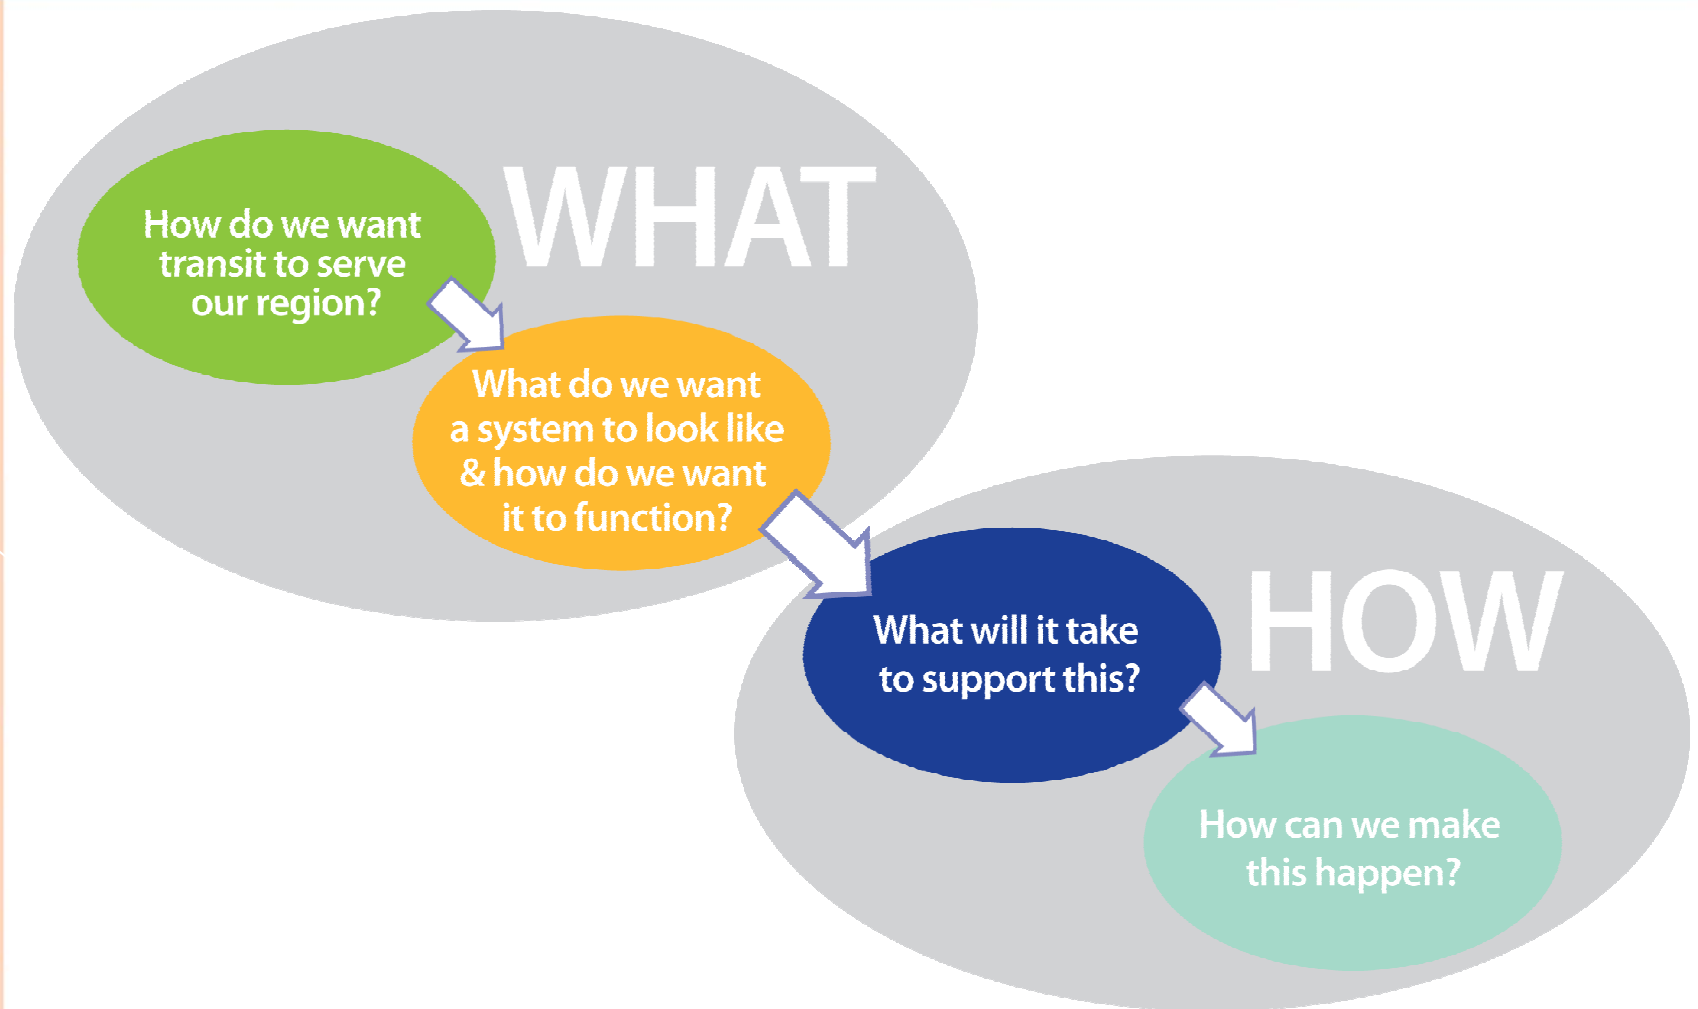 WHAT
How do we want
transit to serve
our region?
What do we want
a system to look like
& how do we want
it to function?
HOW
What will it take
to support this?
How can we make
this happen?